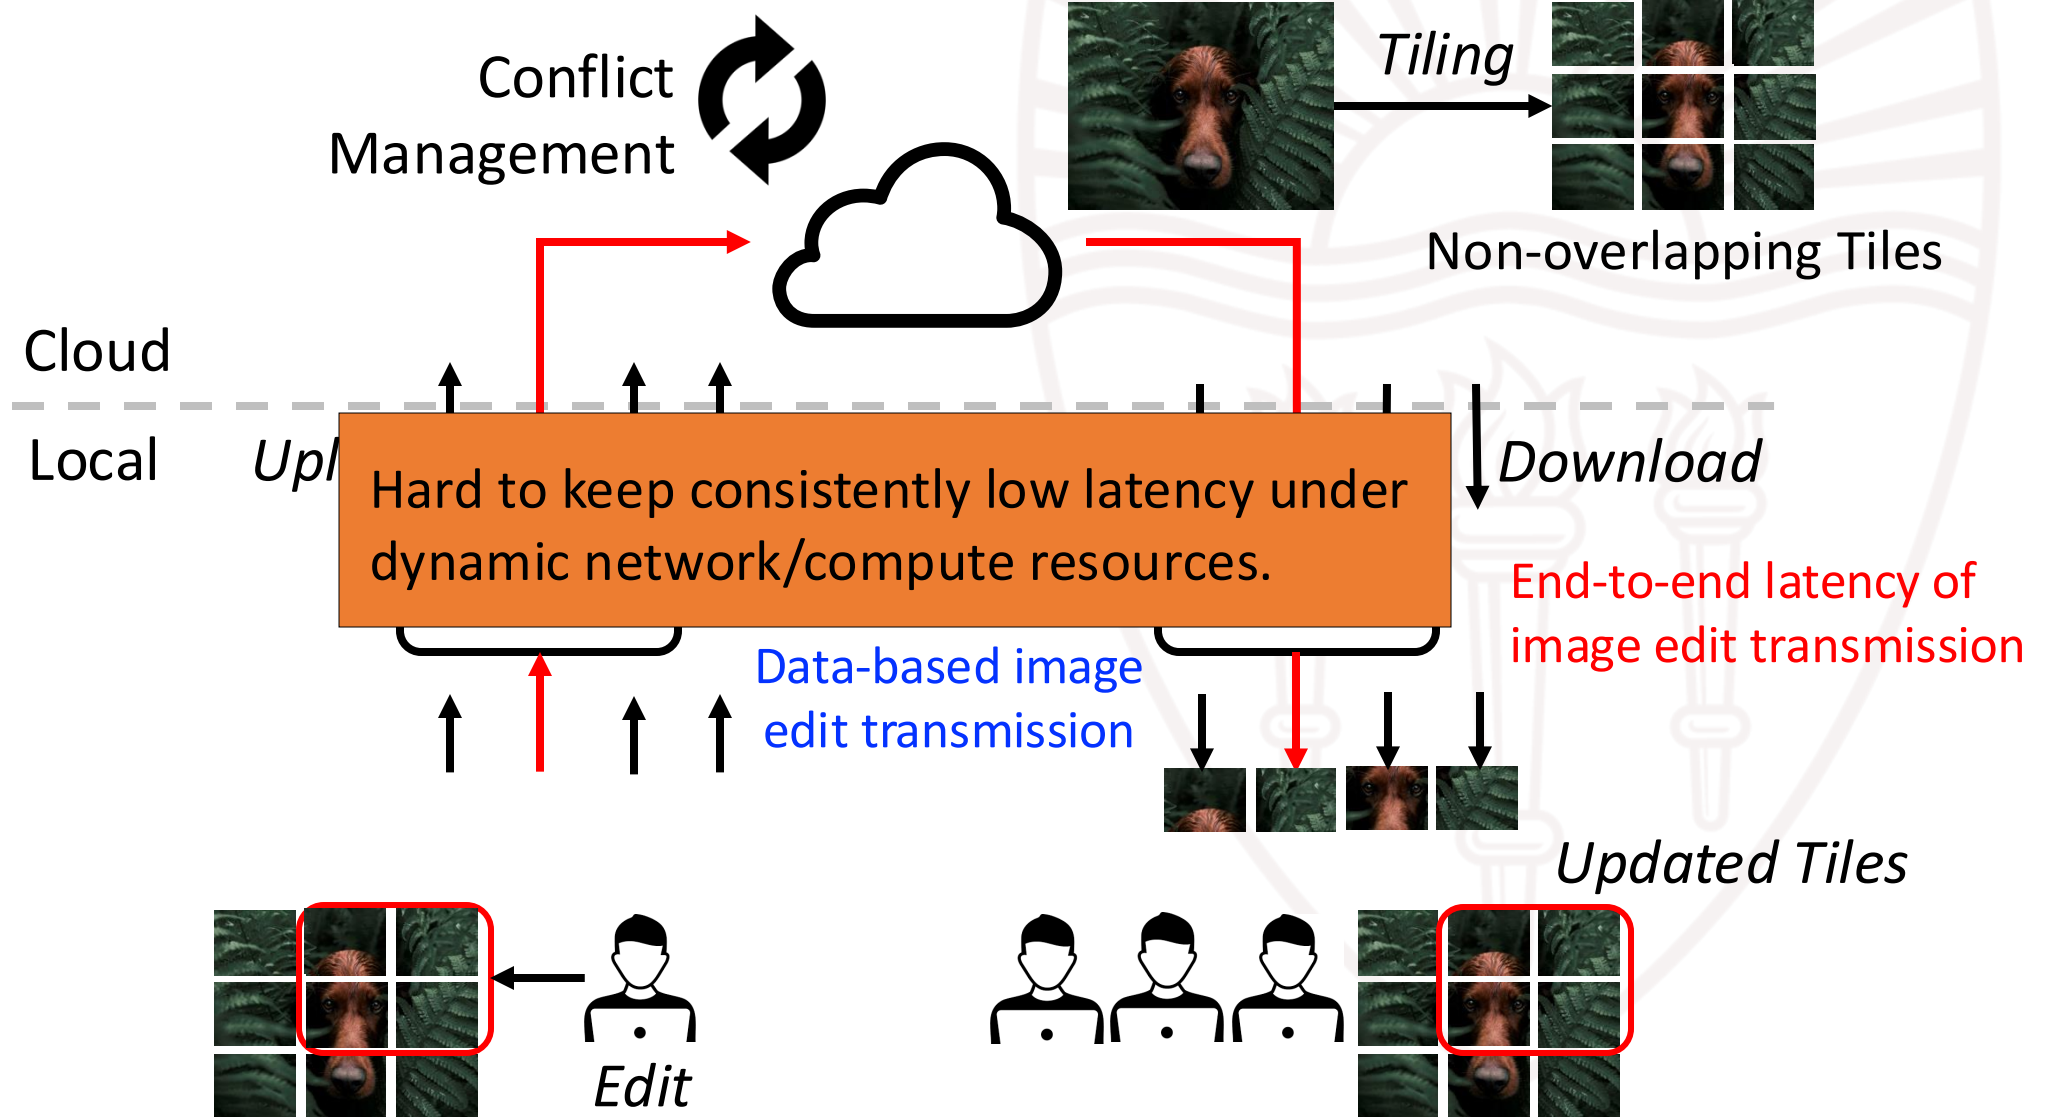 Conflict
Management
Tiling
Non-overlapping Tiles
Cloud
Local
Upl
Download
Hard to keep consistently low latency under
dynamic network/compute resources.
End-to-end latency of
image edit transmission
Data-based image
edit transmission
Updated Tiles
Edit